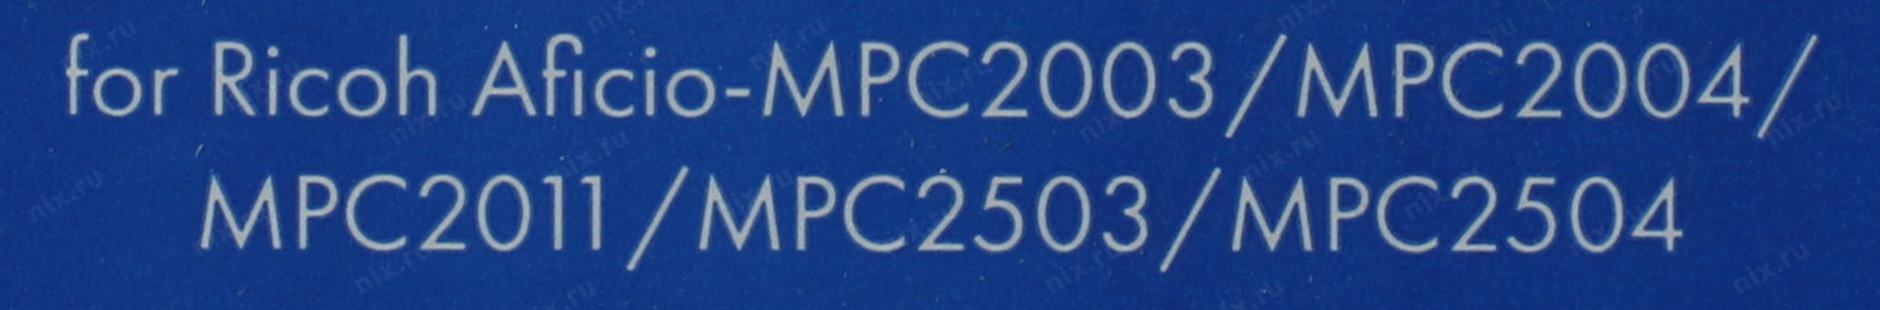 for Ricoh Aficio-MPC2003/MPC2004/
MPC2011/MPC2503/MPC2504